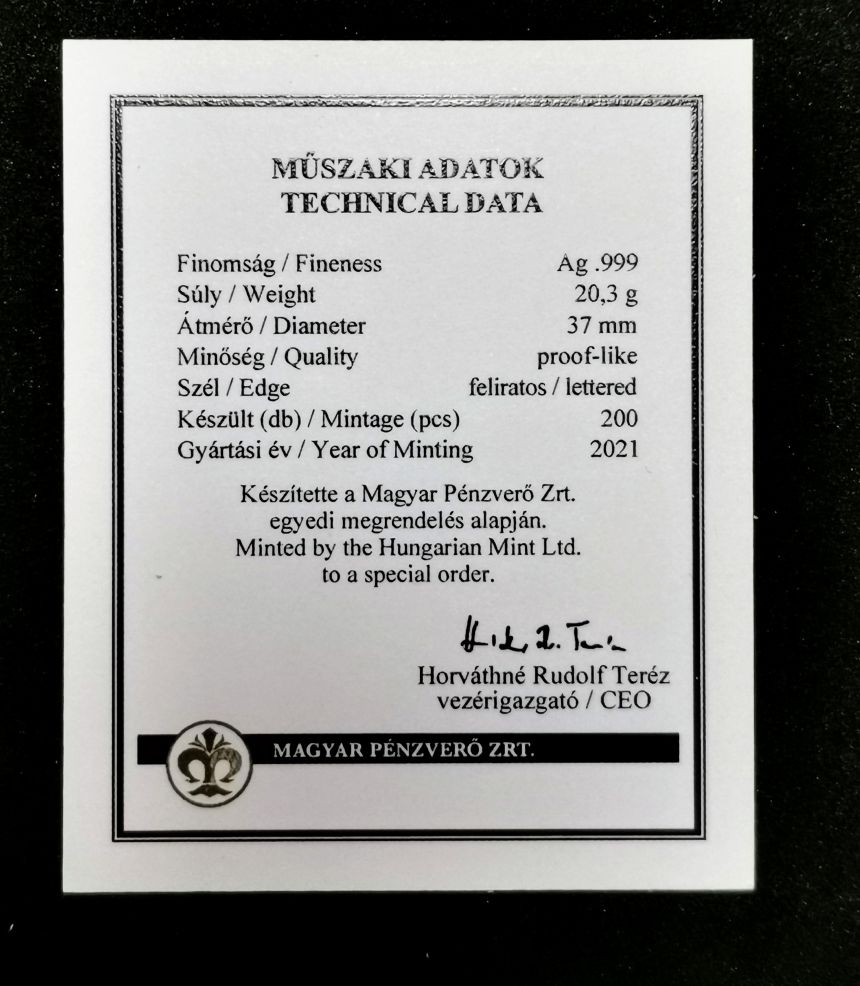 MŰSZAKI ADATOK
TECHNICAL DATA
Finomság / Fineness Ag .999
Súly / Weight 20,3 g
Átmérő / Diameter 37 mm
Minőség / Quality proof-like
Szél / Edge feliratos / lettered
Készült (db) / Mintage (pcs) 200
Gyártási év / Year of Minting 2021
Készítette a Magyar Pénzverő Zrt.
egyedi megrendelés alapján.
Minted by the Hungarian Mint Ltd.
to a special order.
Horváthné Rudolf Teréz
vezérigazgató / CEO
MAGYAR PÉNZVERŐ ZRT.